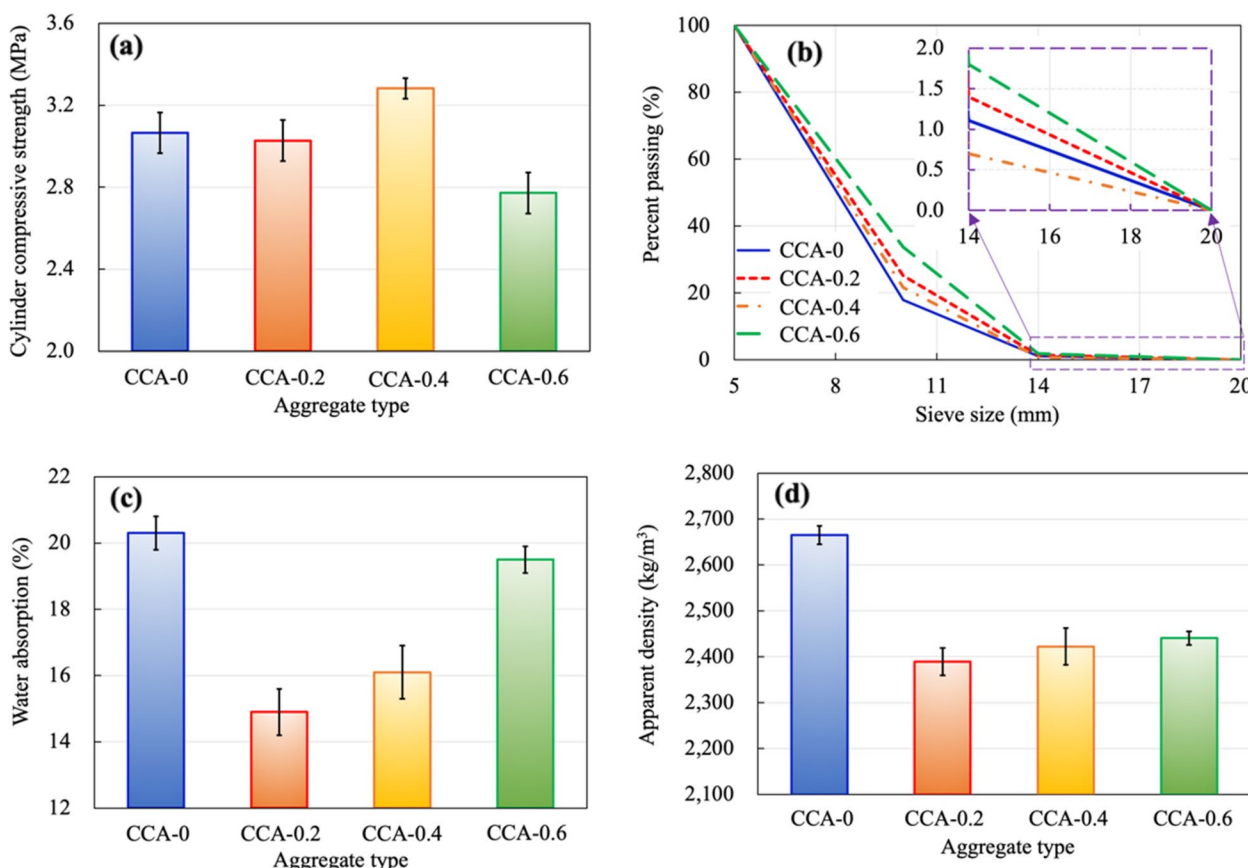 (a)
Cylinder compressive strength (MPa)
3.6
3.2
2.8
2.4
2.0
CCA-0 CCA-0.2 CCA-0.4 CCA-0.6
Aggregate type
(b)
Percent passing (%)
100
80
60
40
20
0
2.0
1.5
1.0
0.5
0.0
14 16 18 20
CCA-0
CCA-0.2
CCA-0.4
CCA-0.6
5 8 11 14 17 20
Sieve size (mm)
(c)
Water absorption (%)
22
20
18
16
14
12
CCA-0 CCA-0.2 CCA-0.4 CCA-0.6
Aggregate type
(d)
Apparent density (kg/m³)
2,800
2,700
2,600
2,500
2,400
2,300
2,200
2,100
CCA-0 CCA-0.2 CCA-0.4 CCA-0.6
Aggregate type